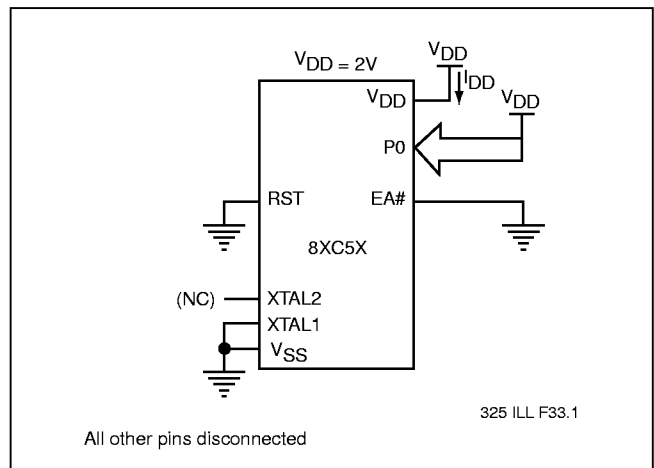 VDD = 2V
VDD
IDD
VDD
VDD
P0
RST
EA#
8XC5X
(NC)
XTAL2
XTAL1
VSS
325 ILL F33.1
All other pins disconnected